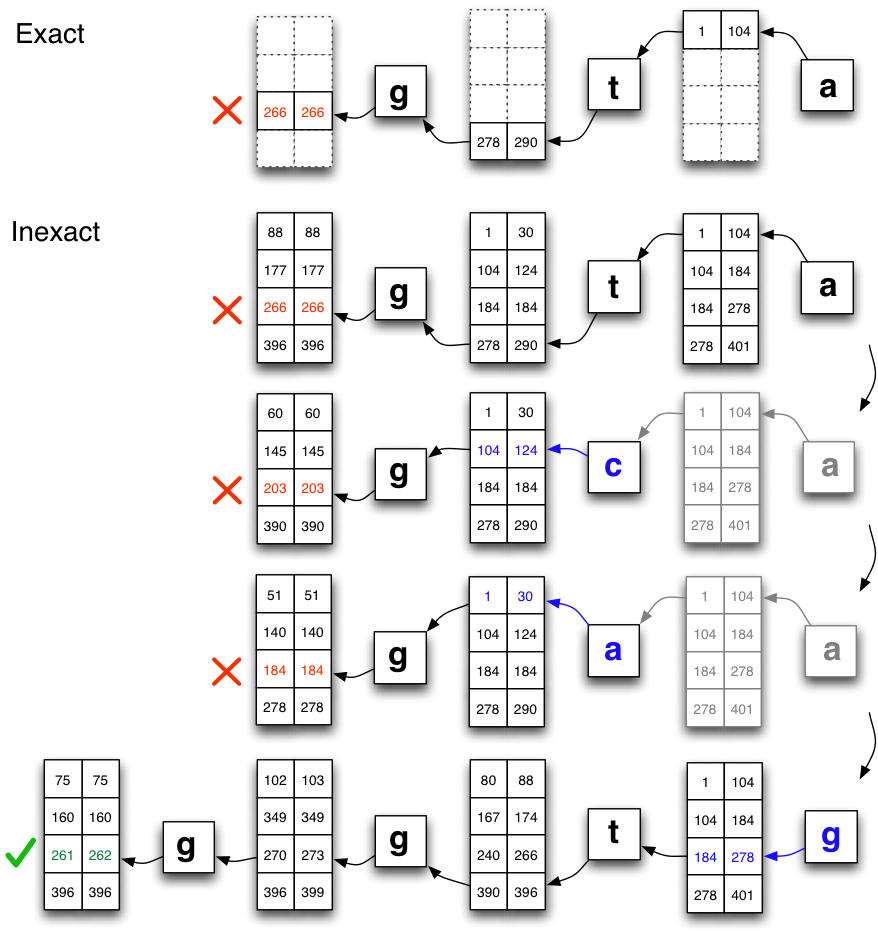 Exact
1 104
a
t
g
266 266
278 290
Inexact
88 88 1 30 1 104
177 177 104 124 104 184
g t a
266 266 184 184 184 278
396 396 278 290 278 401
60 60 1 30 1 104
145 145 104 124 104 184
g c a
203 203 184 184 184 278
390 390 278 290 278 401
51 51 1 30 1 104
140 140 104 124 104 184
g a a
184 184 184 184 184 278
278 278 278 290 278 401
75 75 102 103 80 88 1 104
160 160 349 349 167 174 104 184
g g t g
261 262 270 273 240 266 184 278
396 396 396 399 390 396 278 401